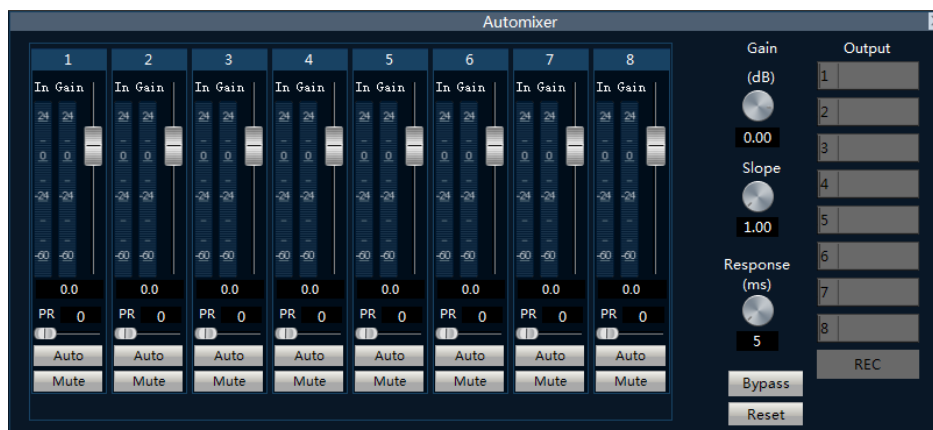 Automixer
1 2 3 4 5 6 7 8
In Gain In Gain In Gain In Gain In Gain In Gain In Gain In Gain
24 24 24 24 24 24 24 24 24 24 24 24 24 24 24 24
0 0 0 0 0 0 0 0 0 0 0 0 0 0 0 0
-24 -24 -24 -24 -24 -24 -24 -24 -24 -24 -24 -24 -24 -24 -24 -24
-60 -60 -60 -60 -60 -60 -60 -60 -60 -60 -60 -60 -60 -60 -60 -60
0.0 0.0 0.0 0.0 0.0 0.0 0.0 0.0
PR 0 PR 0 PR 0 PR 0 PR 0 PR 0 PR 0 PR 0
Auto Auto Auto Auto Auto Auto Auto Auto
Mute Mute Mute Mute Mute Mute Mute Mute
Gain
(dB)
0.00
Slope
1.00
Response
(ms)
5
Bypass
Reset
Output
1
2
3
4
5
6
7
8
REC